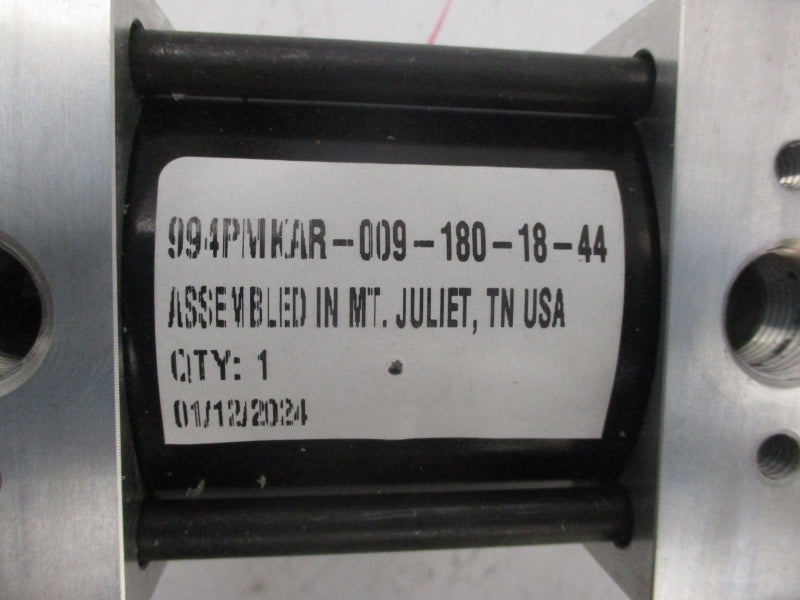 994PMKAR-009-180-18-44
ASSEMBLED IN MT. JULIET, TN USA
QTY: 1
01/12/2024